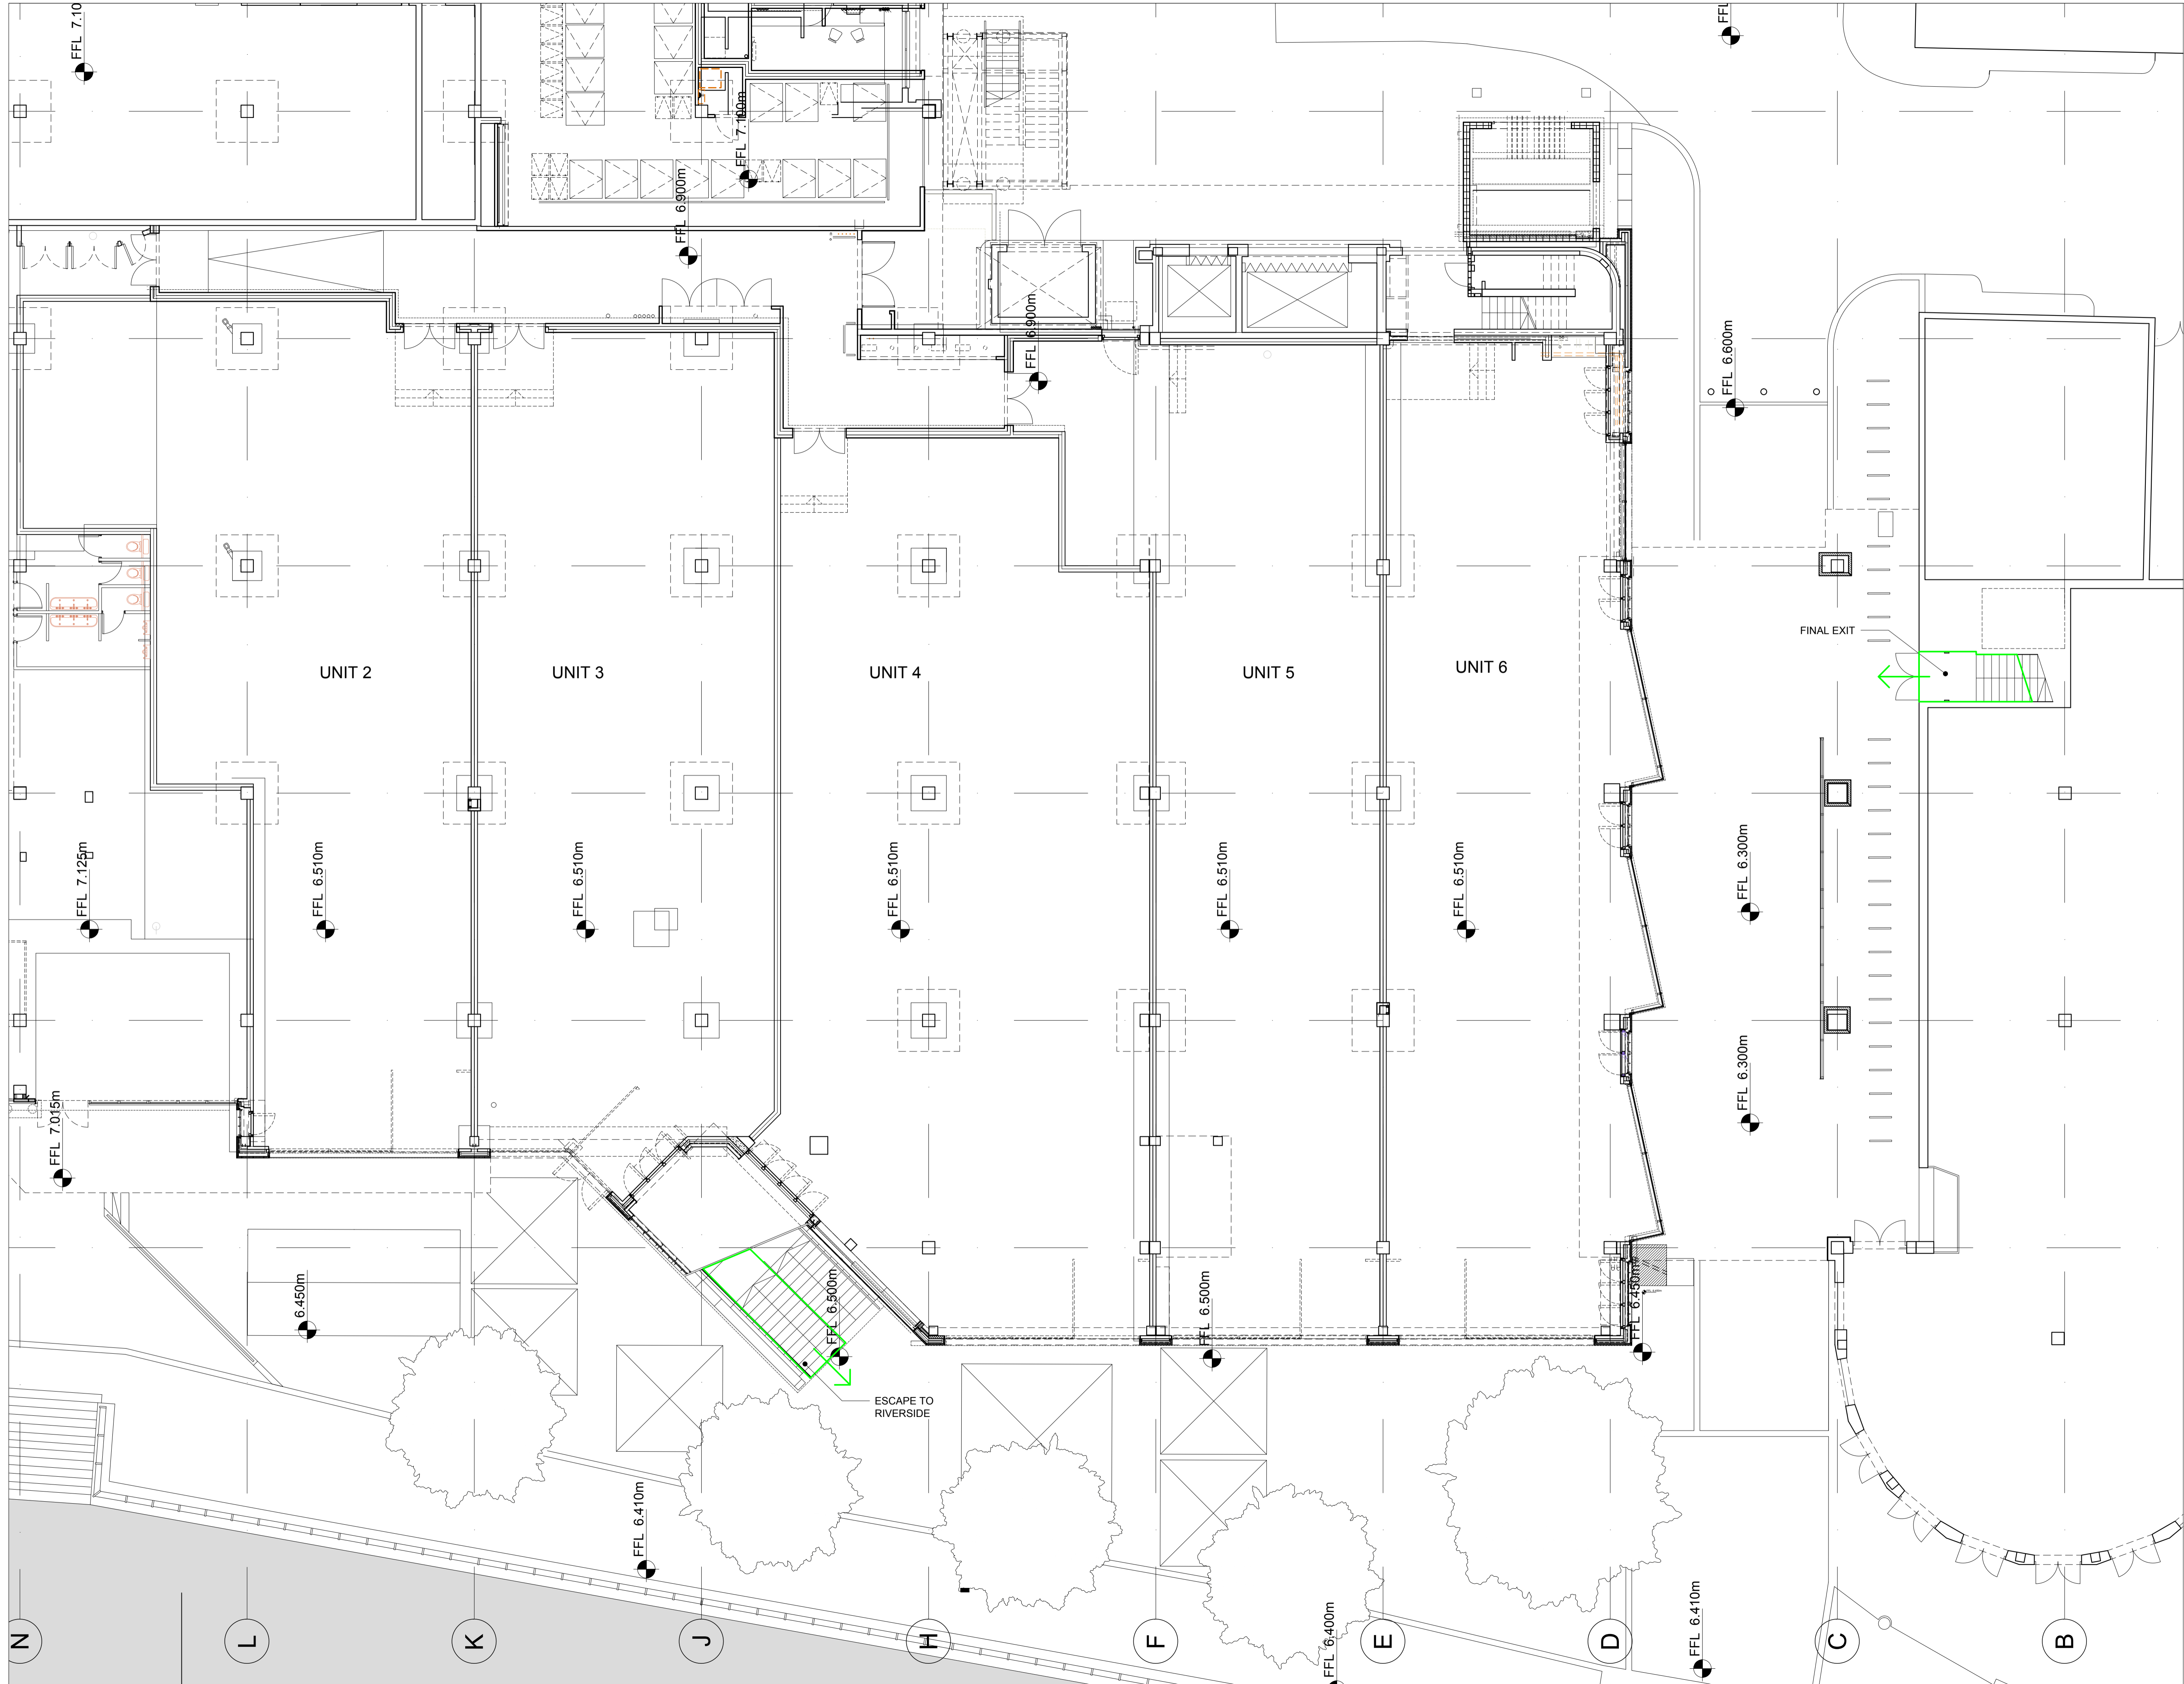 FFL 7.10
FFL
FFL 7.100m
FFL 6.900m
FFL 6.900m
FFL 6.600m
FINAL EXIT
UNIT 2
UNIT 3
UNIT 4
UNIT 5
UNIT 6
FFL 7.125m
FFL 6.510m
FFL 6.510m
FFL 6.510m
FFL 6.510m
FFL 6.510m
FFL 6.300m
FFL 7.015m
FFL 6.300m
6.450m
FFL 6.500m
FFL 6.500m
FFL 6.450m
ESCAPE TO
RIVERSIDE
FFL 6.410m
FFL 6.400m
FFL 6.410m
N
L
K
J
H
F
E
D
C
B